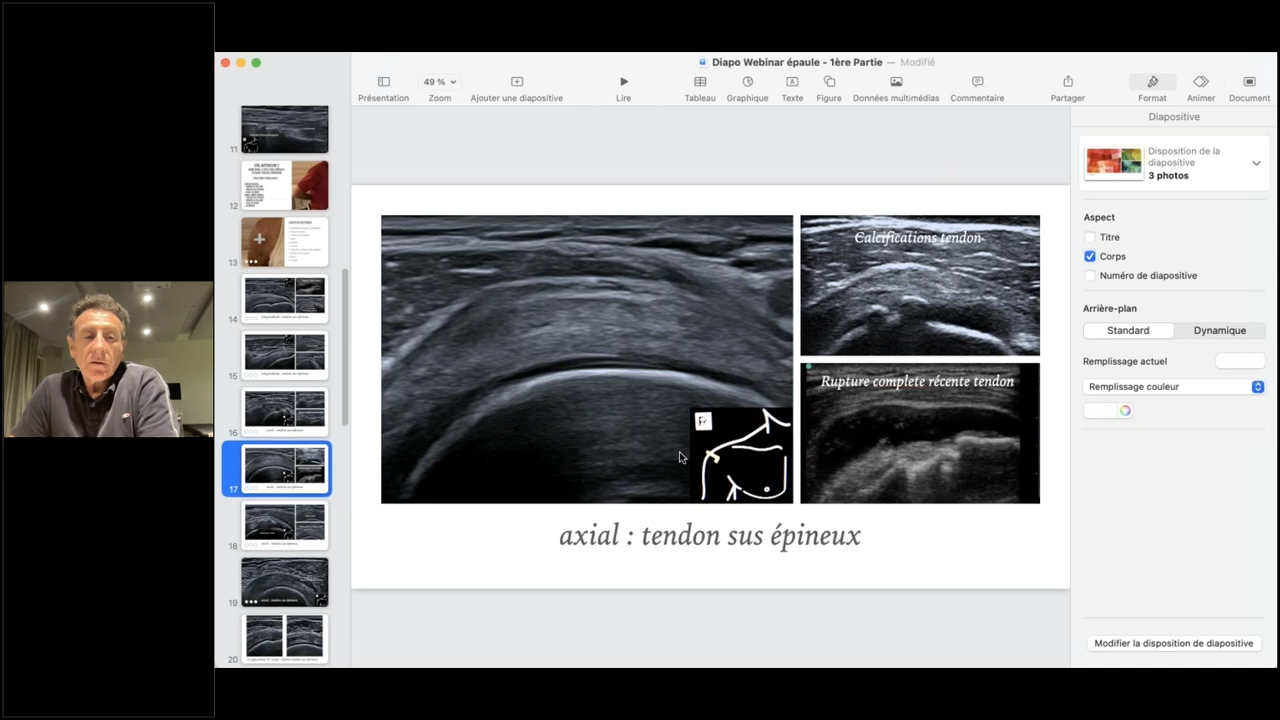 Diapo Webinar épaule - 1ère Partie — Modifié
49 %
Présentation
Zoom
Ajouter une diapositive
Lire
Tableau
Graphique
Texte
Figure
Données multimédias
Commentaire
Partager
Format
Animer
Document
11
12
13
14
15
16
17
18
19
20
Calcifications tendon
Rupture complete récente tendon
axial : tendon sus épineux
Diapositive
Disposition de la
diapositive
3 photos
Aspect
Titre
Corps
Numéro de diapositive
Arrière-plan
Standard
Dynamique
Remplissage actuel
Remplissage couleur
Modifier la disposition de diapositive